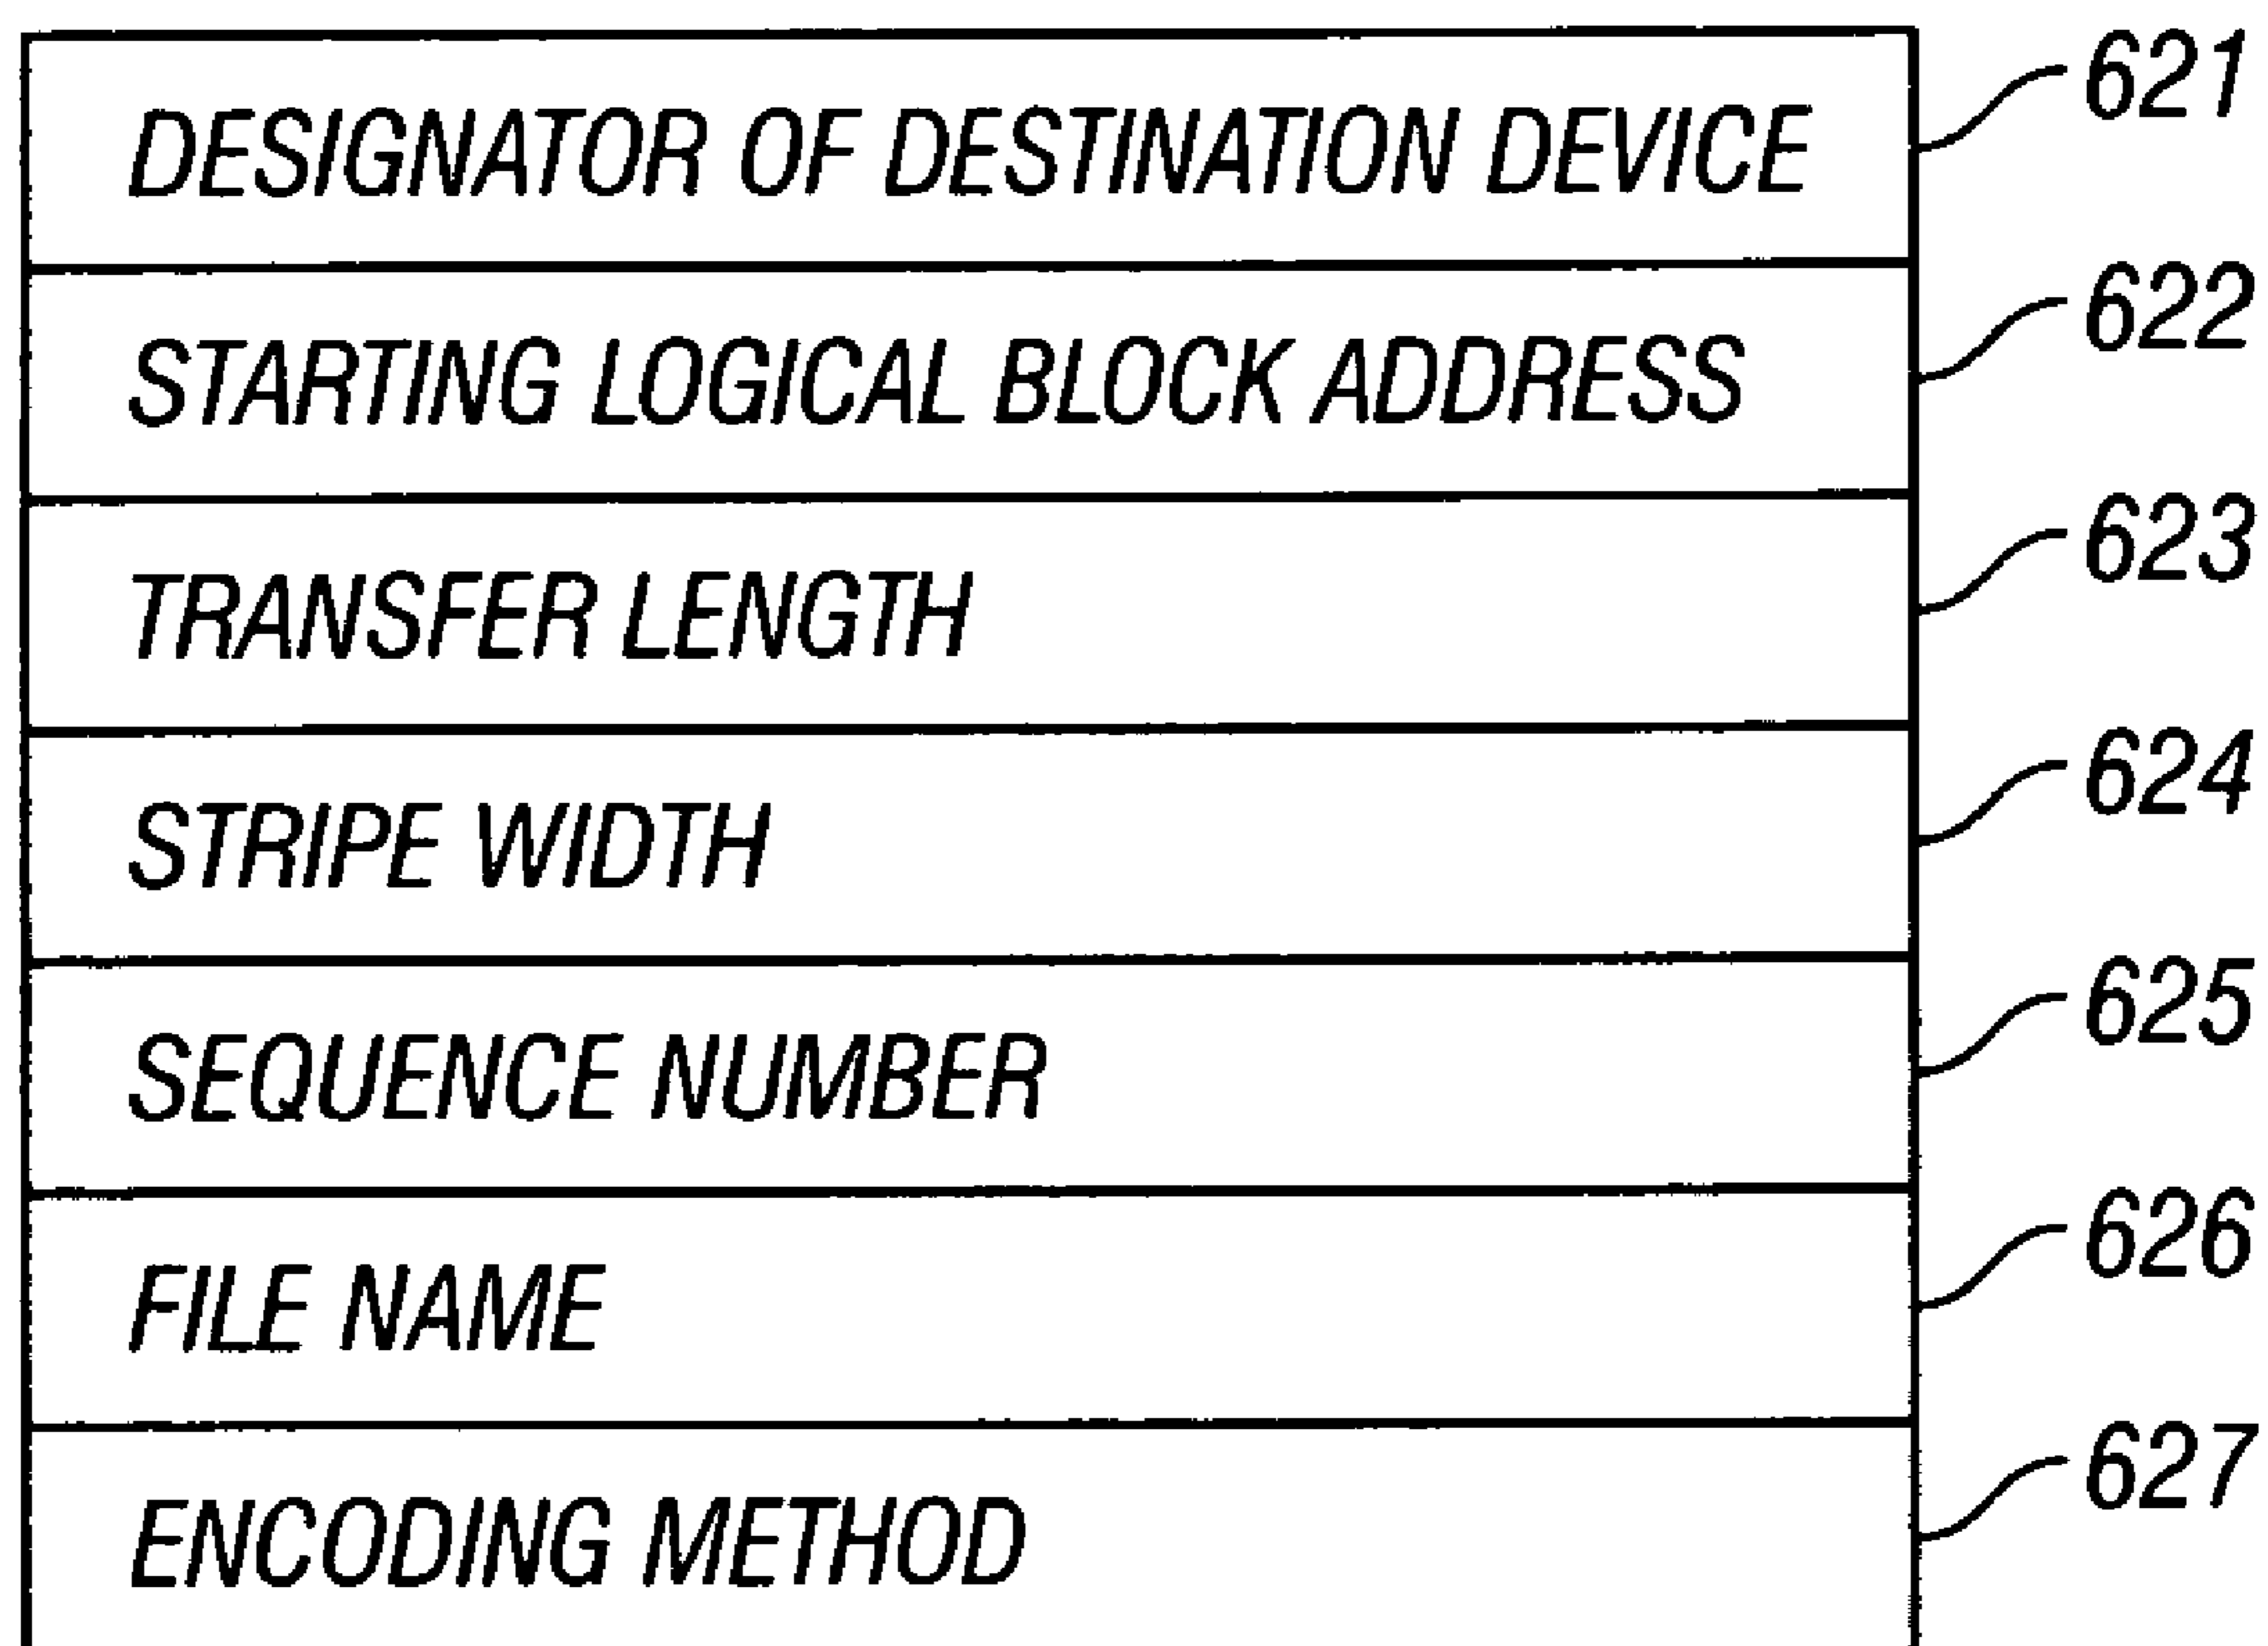 DESIGNATOR OF DESTINATION DEVICE 621
STARTING LOGICAL BLOCK ADDRESS 622
TRANSFER LENGTH 623
STRIPE WIDTH 624
SEQUENCE NUMBER 625
FILE NAME 626
ENCODING METHOD 627